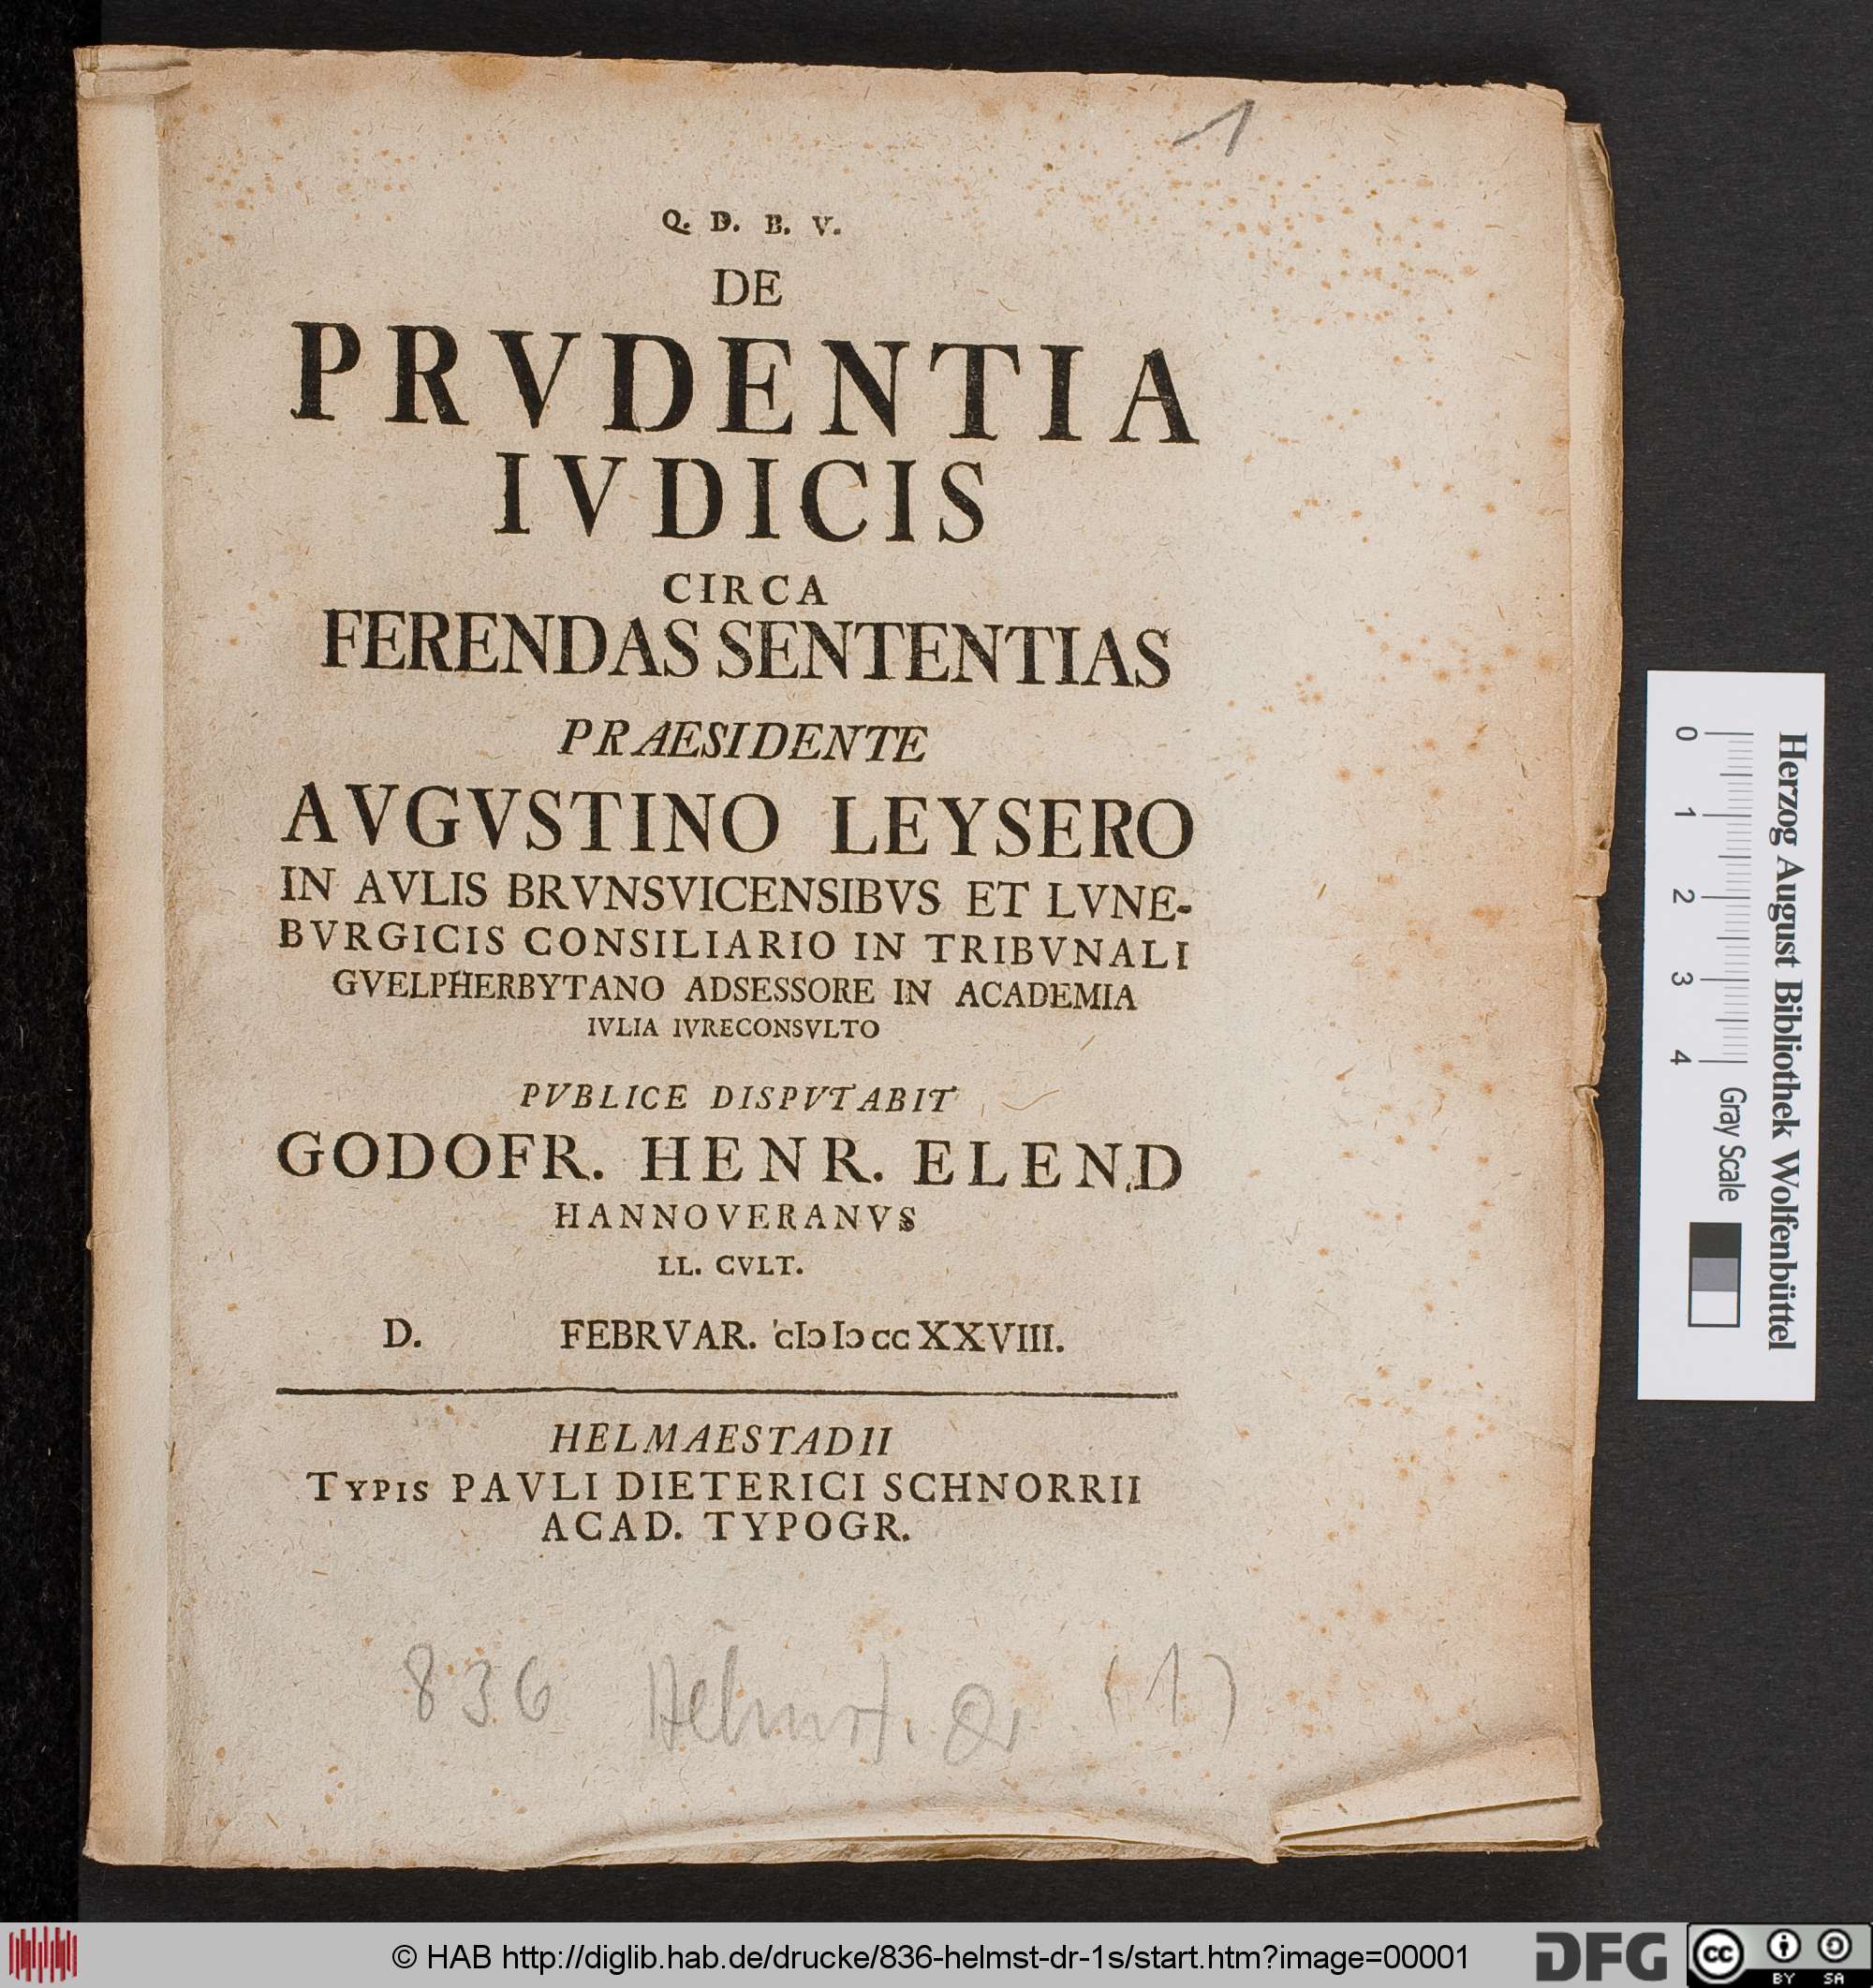 1
Q. D. B. V.
DE
PRVDENTIA
IVDICIS
CIRCA
FERENDAS SENTENTIAS
PRAESIDENTE
AVGVSTINO LEYSERO
IN AVLIS BRVNSVICENSIBVS ET LVNE-
BVRGICIS CONSILIARIO IN TRIBVNALI
GVELPHERBYTANO ADSESSORE IN ACADEMIA
IVLIA IVRECONSVLTO
PVBLICE DISPVTABIT
GODOFR. HENR. ELEND
HANNOVERANVS
LL. CVLT.
D. FEBRVAR. cIↄ Iↄ cc XXVIII.
HELMAESTADII
TYPIS PAVLI DIETERICI SCHNORRII
ACAD. TYPOGR.
836 Helmst. Dr (1)
Herzog August Bibliothek Wolfenbüttel
0 1 2 3 4 Gray Scale
© HAB http://diglib.hab.de/drucke/836-helmst-dr-1s/start.htm?image=00001
DFG
cc BY SA